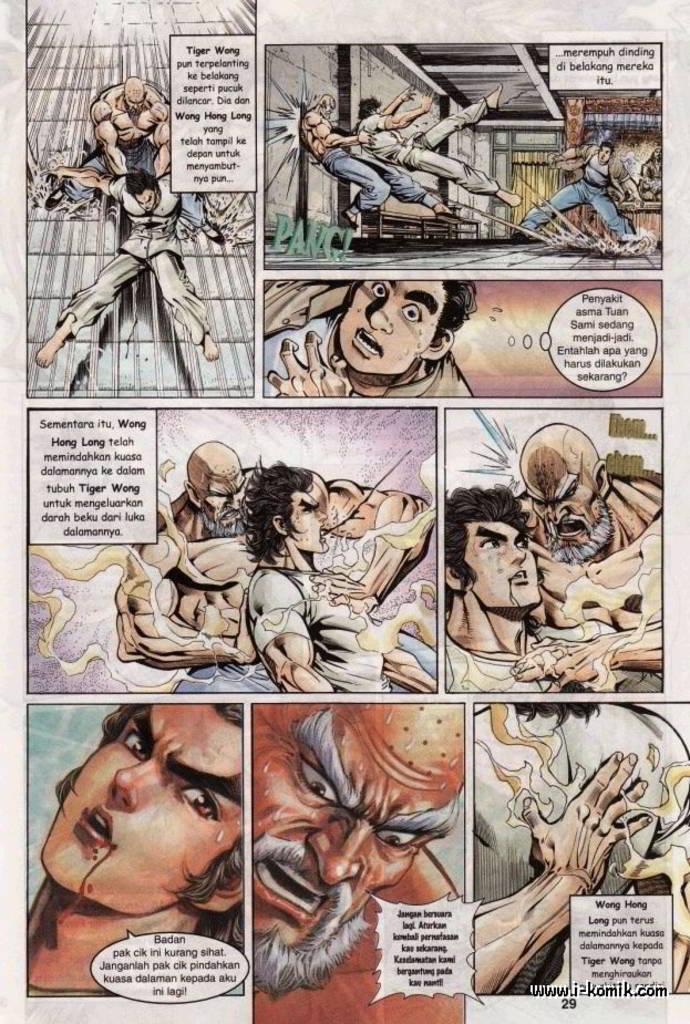 Tiger Wong
pun terpelanting
ke belakang
seperti pucuk
dilancar. Dia dan
Wong Hong Long
yang
telah tampil ke
depan untuk
menyambut-
nya pun...
...merempuh dinding
di belakang mereka
itu.
PANG!
Penyakit
asma Tuan
Sami sedang
menjadi-jadi.
Entahlah apa yang
harus dilakukan
sekarang?
Sementara itu, Wong
Hong Long telah
memindahkan kuasa
dalamannya ke dalam
tubuh Tiger Wong
untuk mengeluarkan
darah beku dari luka
dalamannya.
Ehem...
ehem...
Badan
pak cik ini kurang sihat.
Janganlah pak cik pindahkan
kuasa dalaman kepada aku
ini lagi!
Jangan bersuara
lagi. Aturkan
kembali pernafasan
kau sekarang.
Keselamatan kami
bergantung pada
kau nanti!
Wong Hong
Long pun terus
memindahkan kuasa
dalamannya kepada
Tiger Wong tanpa
menghiraukan
www.i-komik.com
29